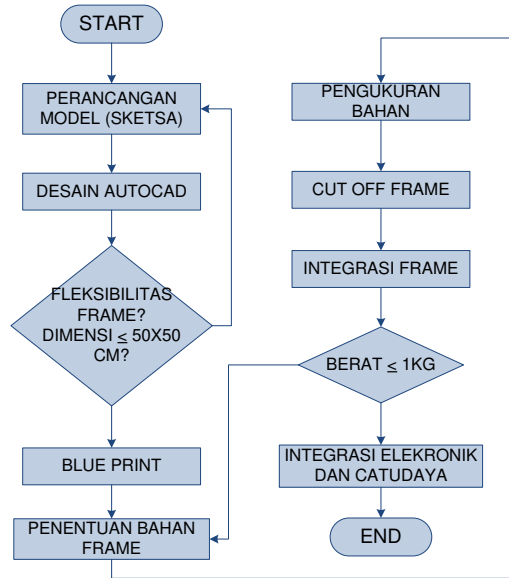 START
PERANCANGAN
MODEL (SKETSA)
DESAIN AUTOCAD
FLEKSIBILITAS
FRAME?
DIMENSI ≤ 50X50
CM?
BLUE PRINT
PENENTUAN BAHAN
FRAME
PENGUKURAN
BAHAN
CUT OFF FRAME
INTEGRASI FRAME
BERAT ≤ 1KG
INTEGRASI ELEKRONIK
DAN CATUDAYA
END